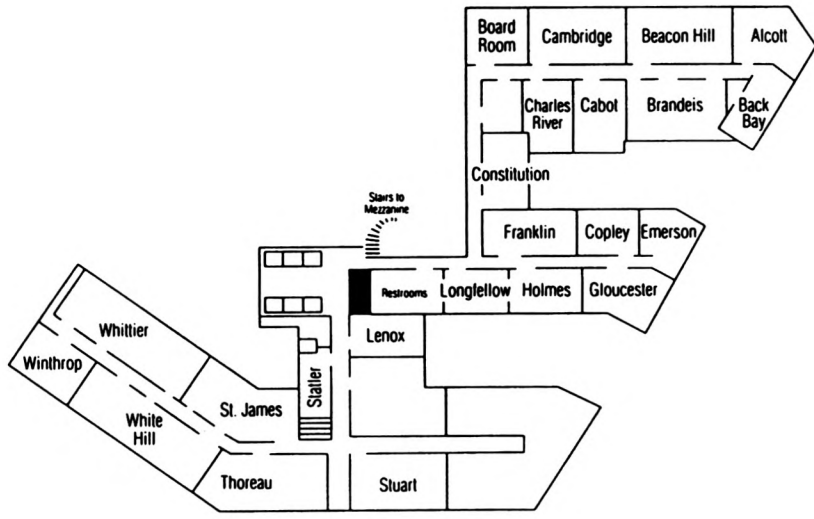 Board
Room
Cambridge
Beacon Hill
Alcott
Charles
River
Cabot
Brandeis
Back
Bay
Constitution
Stairs to
Mezzanine
Franklin
Copley
Emerson
Restrooms
Longfellow
Holmes
Gloucester
Lenox
Whittier
Winthrop
Statler
St. James
White
Hill
Thoreau
Stuart